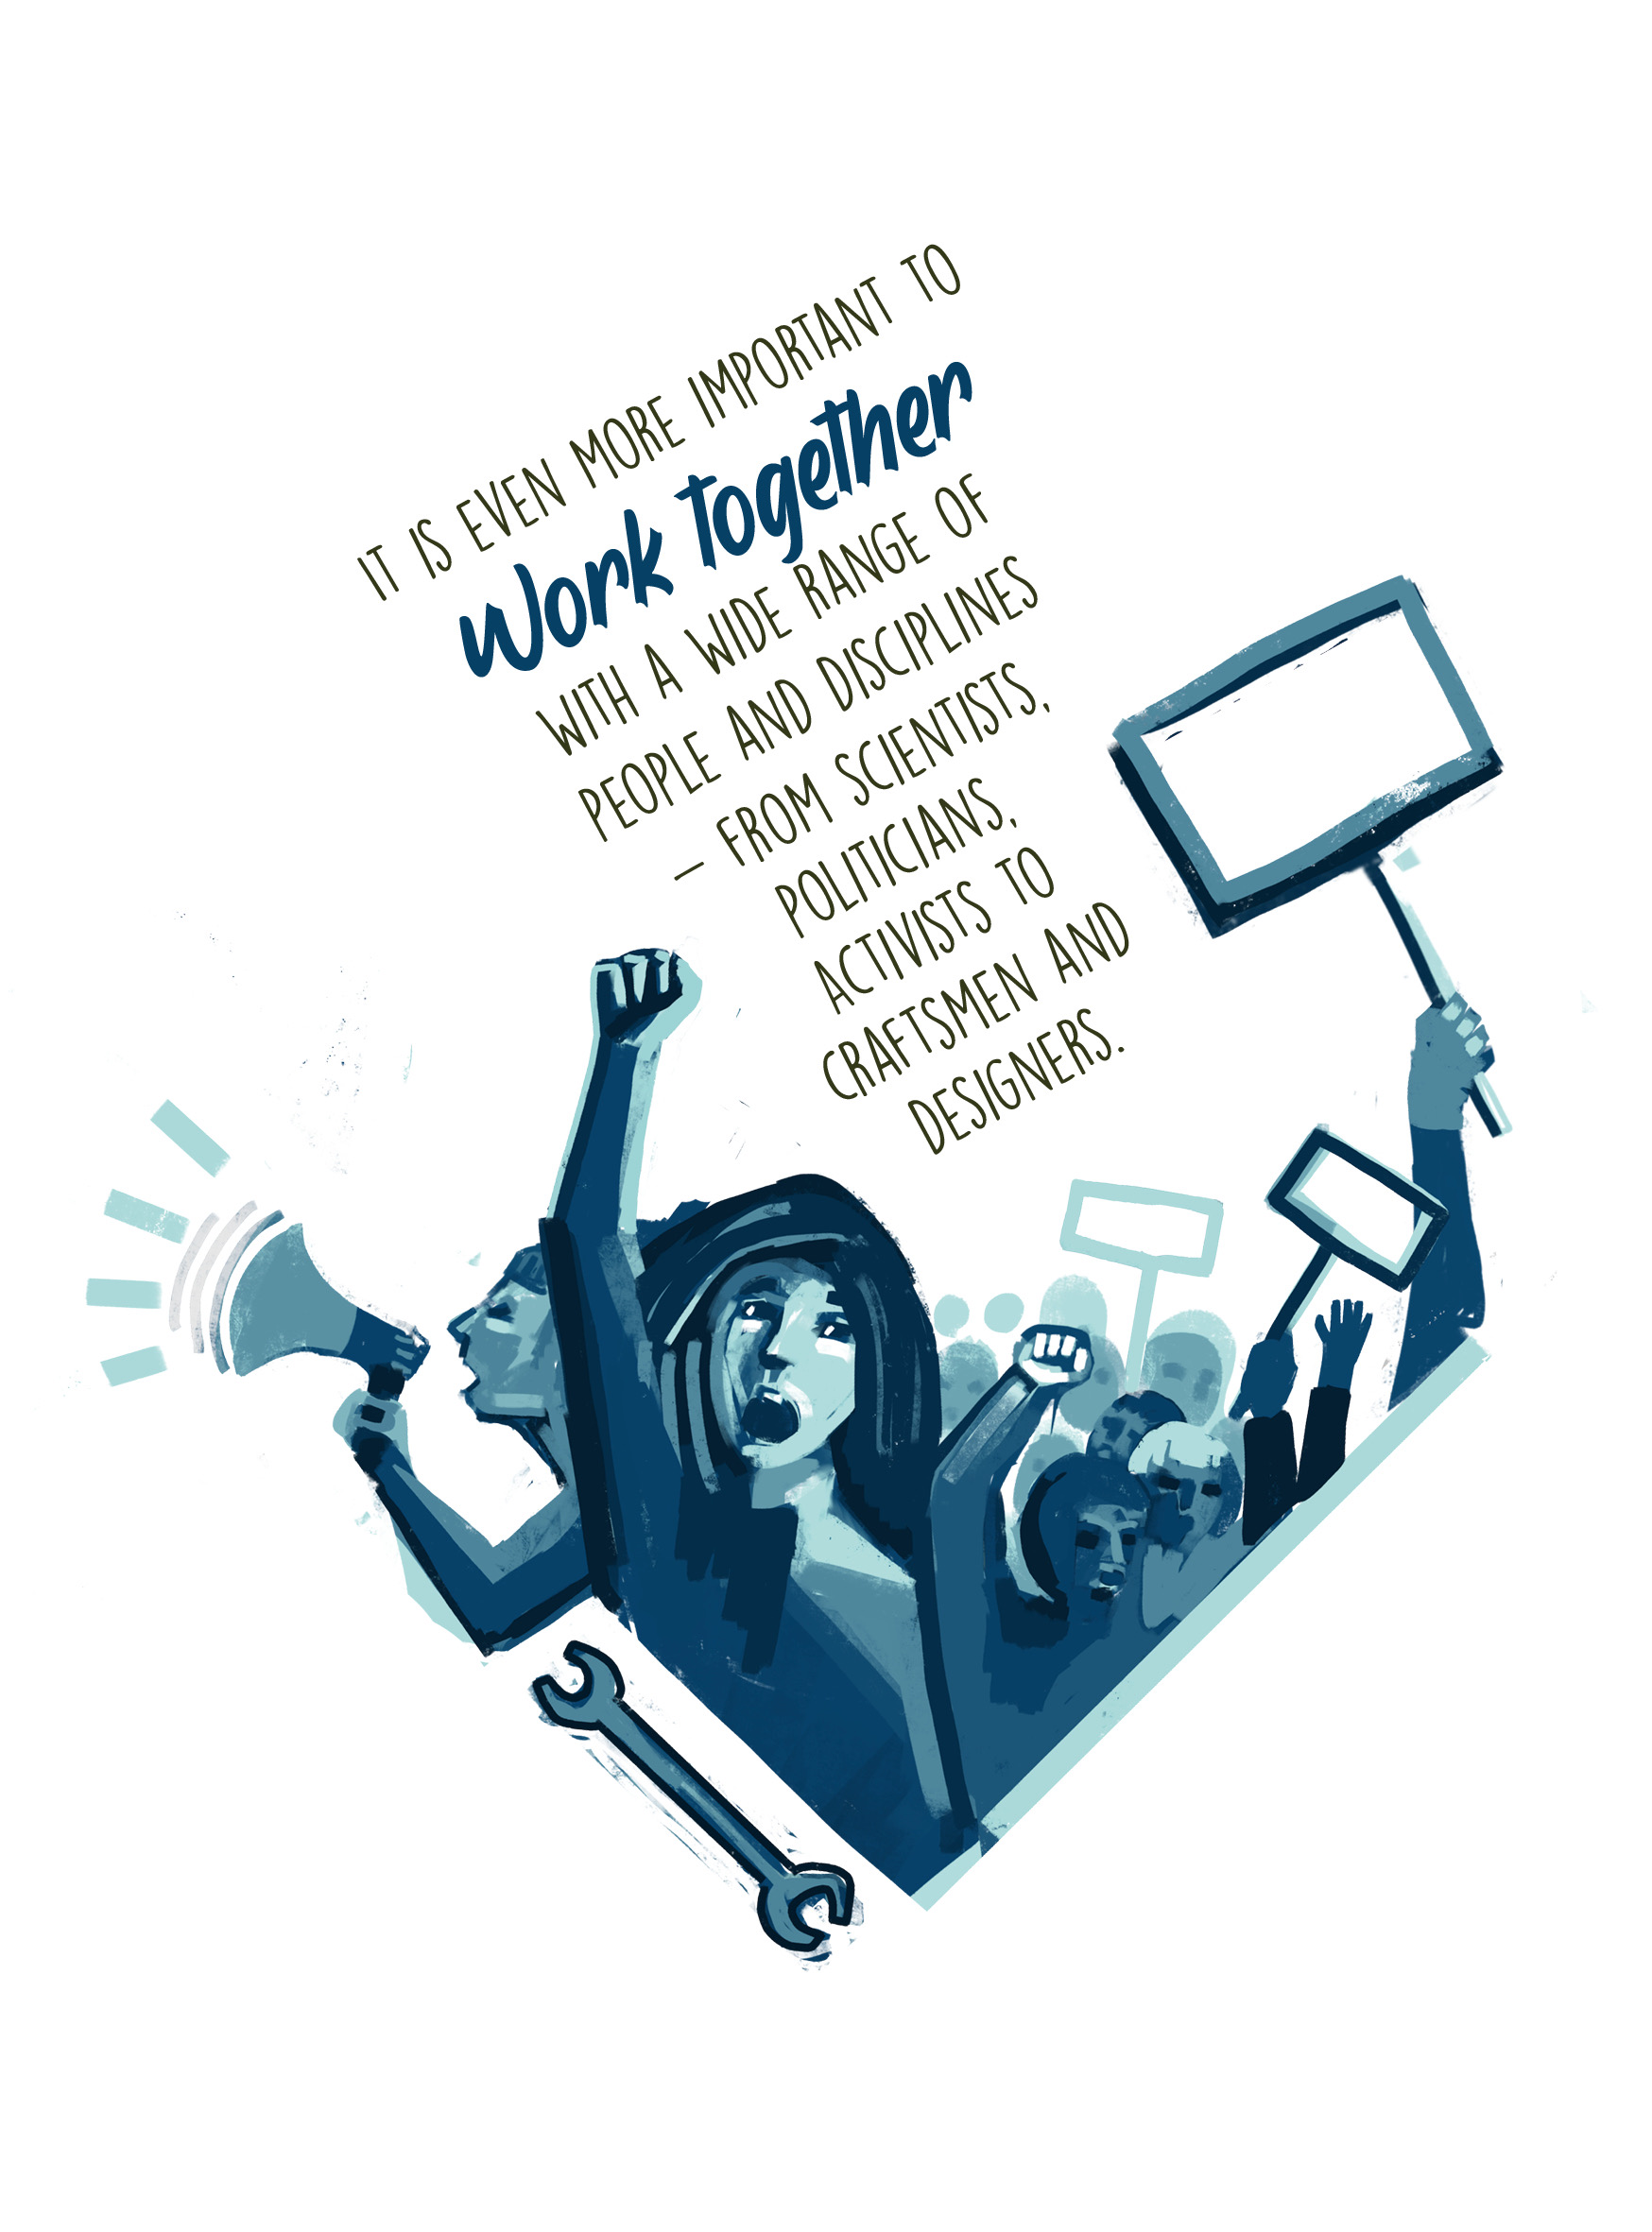 IT IS EVEN MORE IMPORTANT TO
Work together
WITH A WIDE RANGE OF
PEOPLE AND DISCIPLINES
– FROM SCIENTISTS,
POLITICIANS,
ACTIVISTS TO
CRAFTSMEN AND
DESIGNERS.